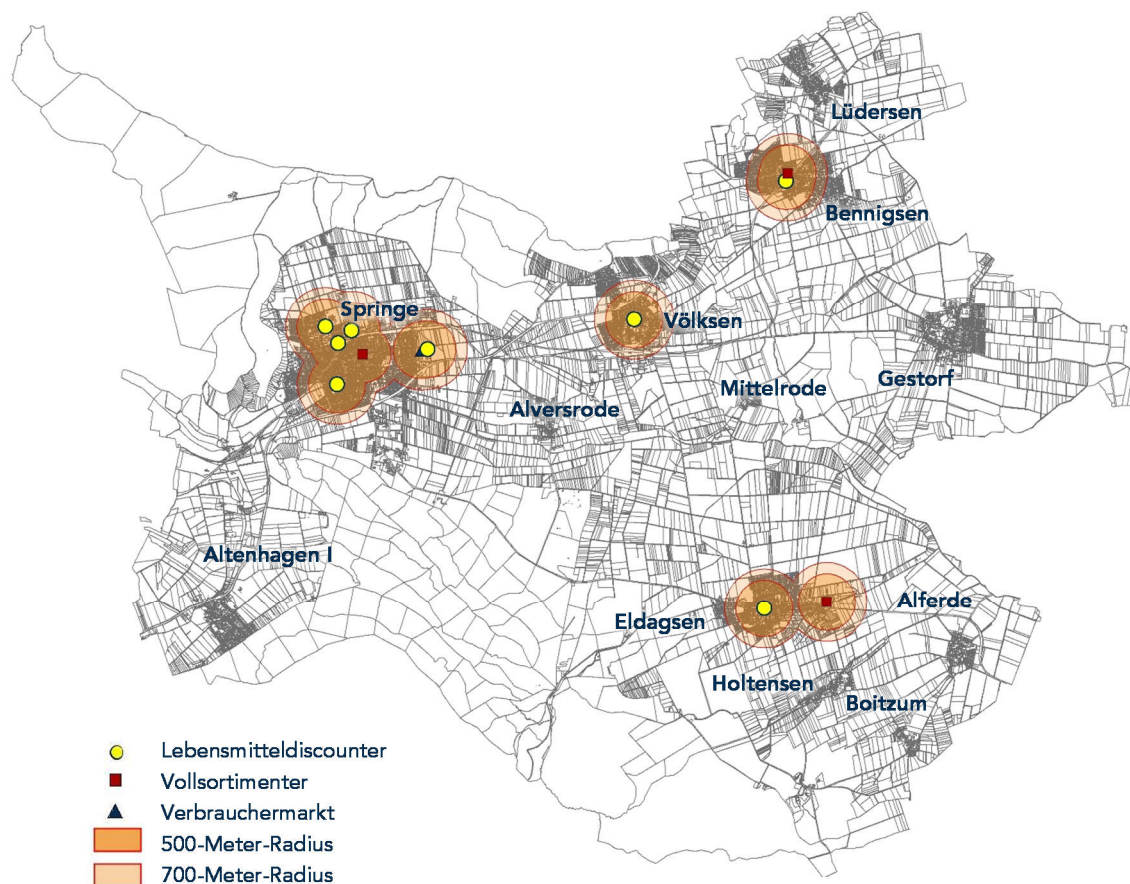 Lüdersen
Bennigsen
Springe
Völksen
Gestorf
Mittelrode
Alversrode
Altenhagen I
Alferde
Eldagsen
Holtensen
Boitzum
Lebensmitteldiscounter
Vollsortimenter
Verbrauchermarkt
500-Meter-Radius
700-Meter-Radius